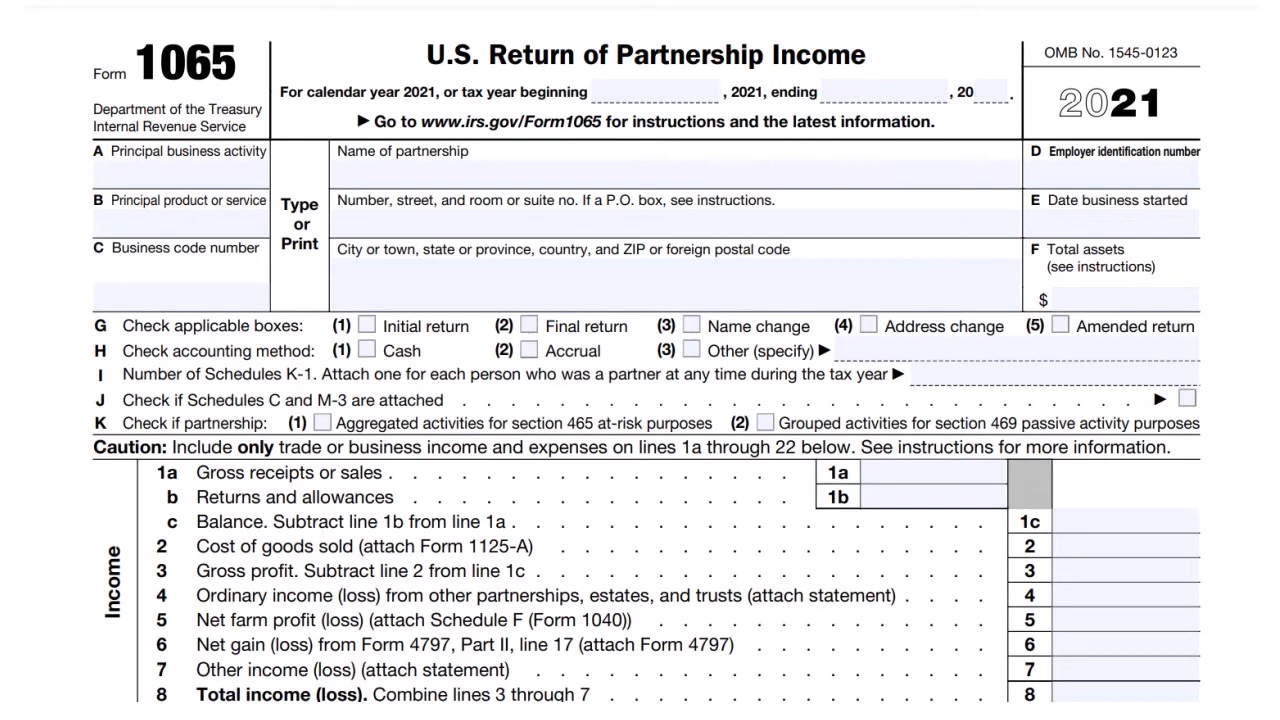 Form 1065
Department of the Treasury
Internal Revenue Service
U.S. Return of Partnership Income
For calendar year 2021, or tax year beginning , 2021, ending , 20 .
▶ Go to www.irs.gov/Form1065 for instructions and the latest information.
OMB No. 1545-0123
2021
A Principal business activity
B Principal product or service
C Business code number
Type
or
Print
Name of partnership
Number, street, and room or suite no. If a P.O. box, see instructions.
City or town, state or province, country, and ZIP or foreign postal code
D Employer identification number
E Date business started
F Total assets
(see instructions)
$
G Check applicable boxes: (1) Initial return (2) Final return (3) Name change (4) Address change (5) Amended return
H Check accounting method: (1) Cash (2) Accrual (3) Other (specify) ▶
I Number of Schedules K-1. Attach one for each person who was a partner at any time during the tax year ▶
J Check if Schedules C and M-3 are attached . . . . . . . . . . . . . . . . . . . . . . . . . . . . . ▶
K Check if partnership: (1) Aggregated activities for section 465 at-risk purposes (2) Grouped activities for section 469 passive activity purposes
Caution: Include only trade or business income and expenses on lines 1a through 22 below. See instructions for more information.
Income
1a Gross receipts or sales . . . . . . . . . . . . . . . . . 1a
b Returns and allowances . . . . . . . . . . . . . . . . 1b
c Balance. Subtract line 1b from line 1a . . . . . . . . . . . . . . . . . . . . 1c
2 Cost of goods sold (attach Form 1125-A) . . . . . . . . . . . . . . . . . . 2
3 Gross profit. Subtract line 2 from line 1c . . . . . . . . . . . . . . . . . . . 3
4 Ordinary income (loss) from other partnerships, estates, and trusts (attach statement) . . . . 4
5 Net farm profit (loss) (attach Schedule F (Form 1040)) . . . . . . . . . . . . . . 5
6 Net gain (loss) from Form 4797, Part II, line 17 (attach Form 4797) . . . . . . . . . . 6
7 Other income (loss) (attach statement) . . . . . . . . . . . . . . . . . . . 7
8 Total income (loss). Combine lines 3 through 7 . . . . . . . . . . . . . . . . 8